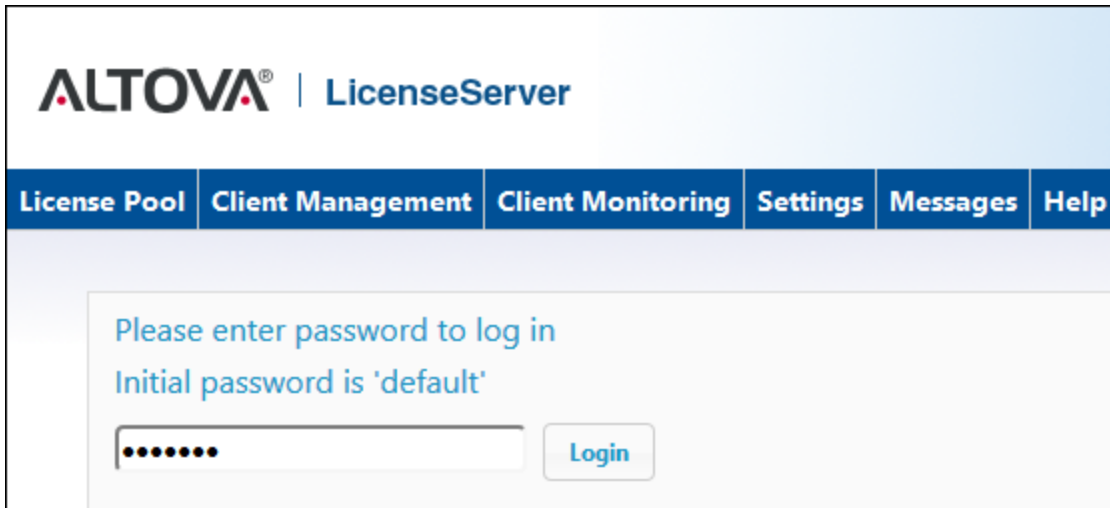 ALTOVA® | LicenseServer
License Pool Client Management Client Monitoring Settings Messages Help
Please enter password to log in
Initial password is 'default'
••••••• Login